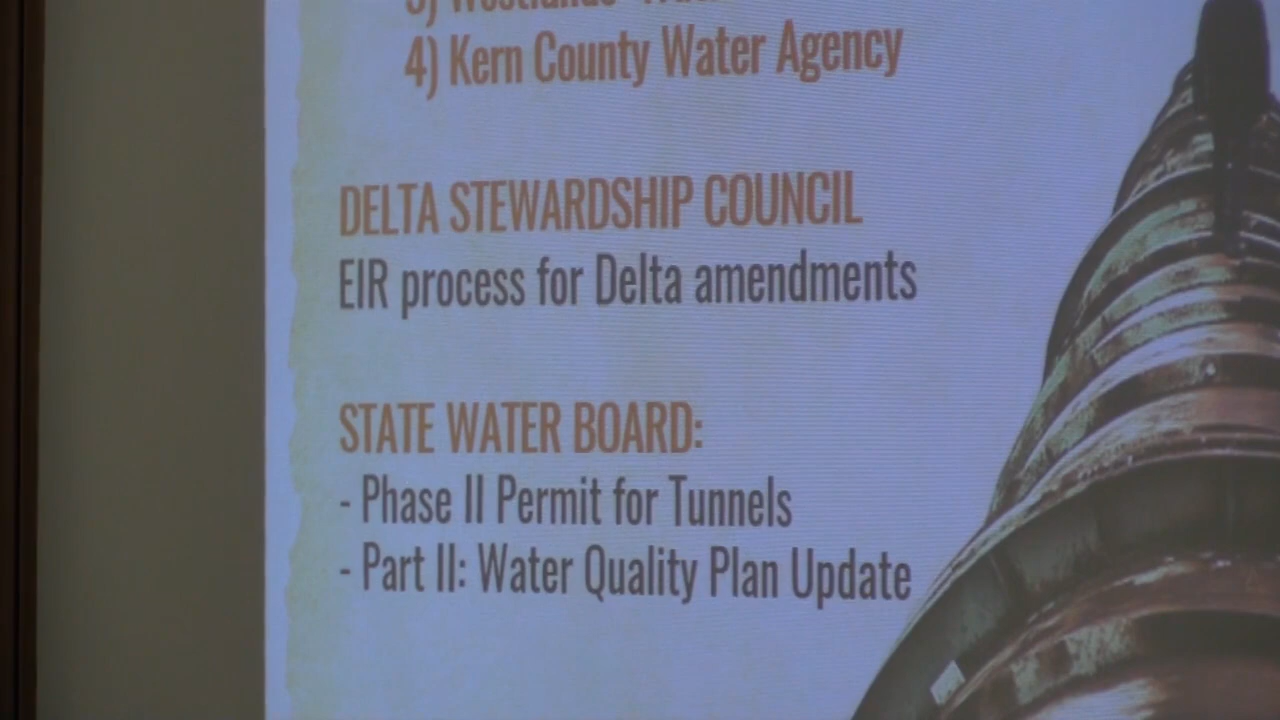 Westlands
4) Kern County Water Agency
DELTA STEWARDSHIP COUNCIL
EIR process for Delta amendments
STATE WATER BOARD:
- Phase II Permit for Tunnels
- Part II: Water Quality Plan Update